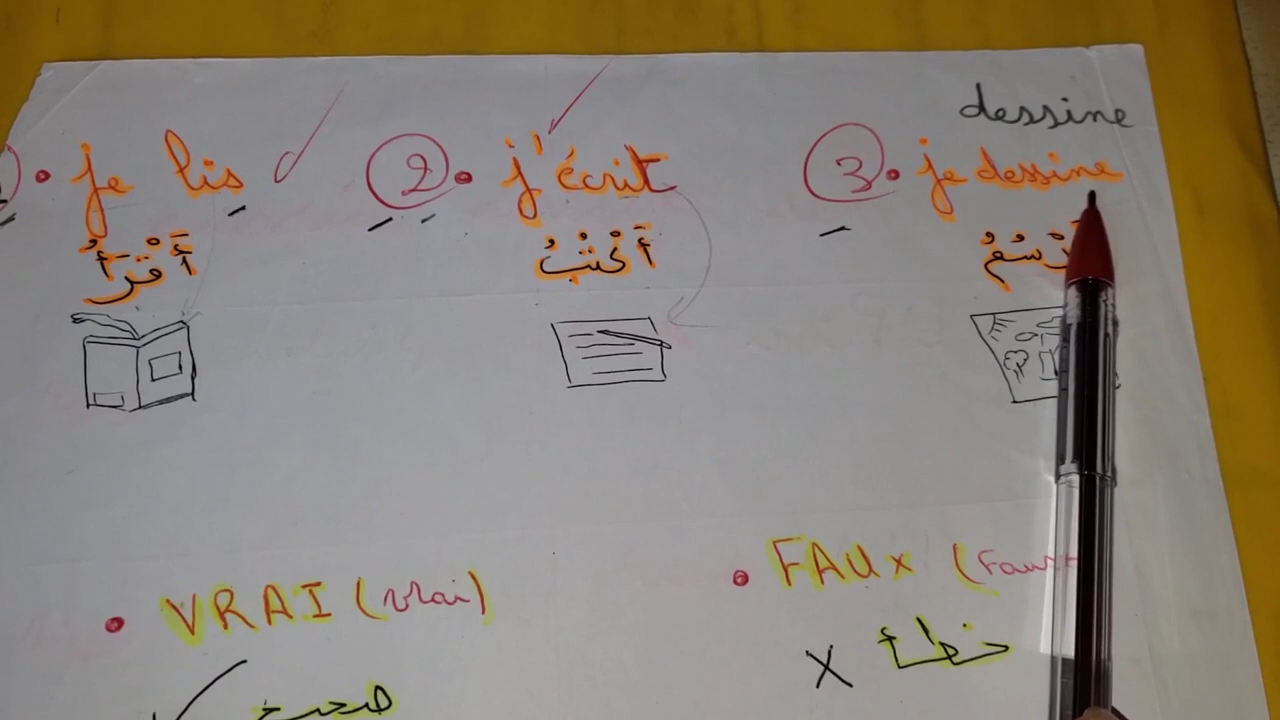 dessine
• je lis ② • j'écrit ③ • je dessine
أَقْرَأُ أَكْتُبُ
• VRAI (vrai) • FAUX
صحيح X خطأ